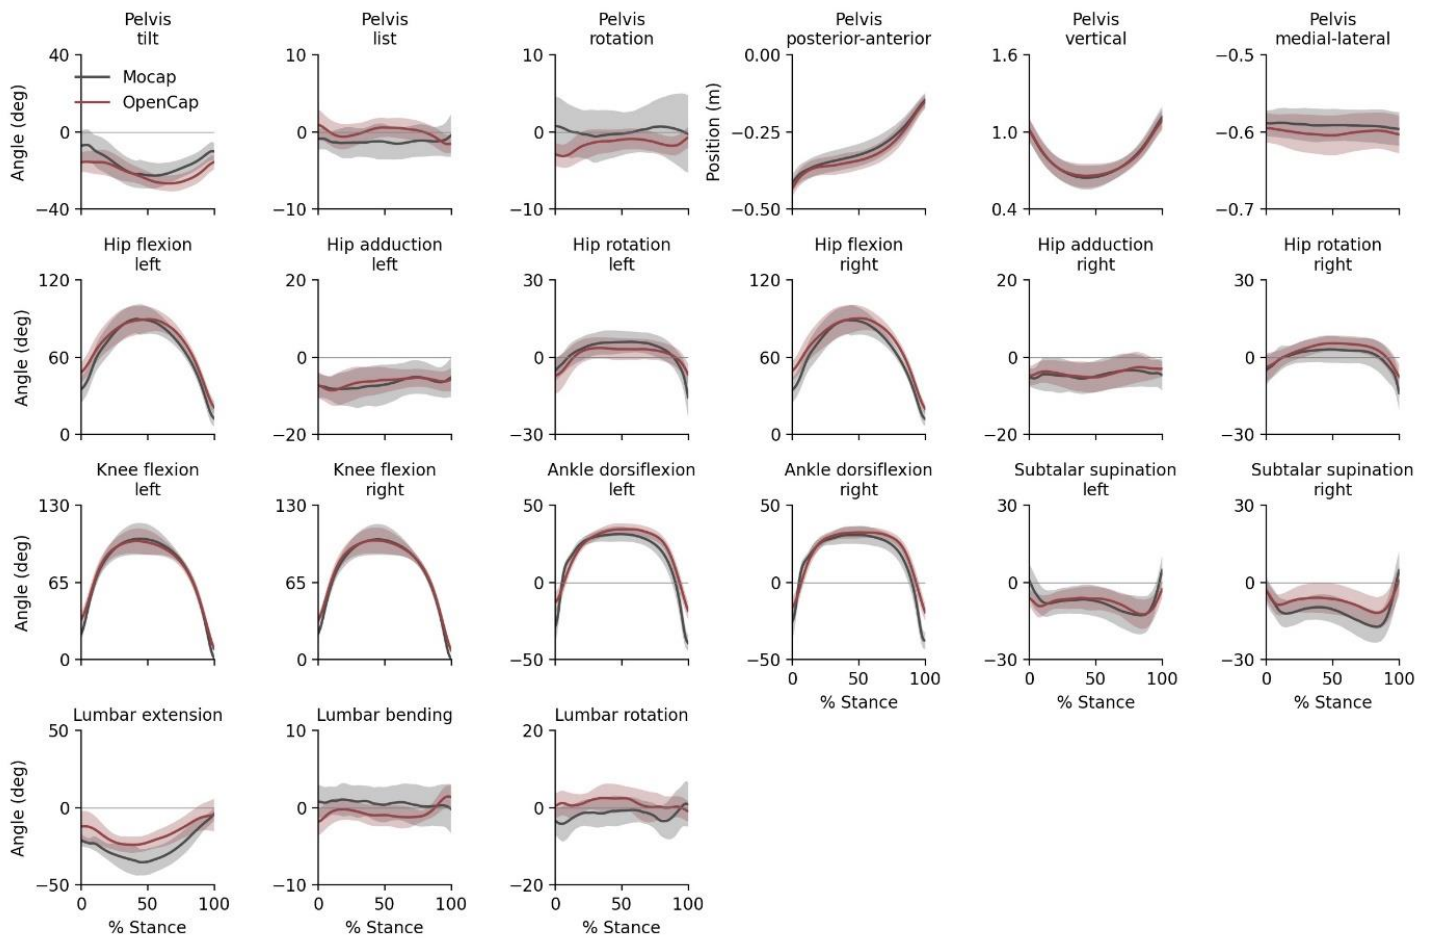 Pelvis
tilt
Pelvis
list
Pelvis
rotation
Pelvis
posterior-anterior
Pelvis
vertical
Pelvis
medial-lateral
Angle (deg)
40
0
−40
Mocap
OpenCap
10
0
−10
10
0
−10
Position (m)
0.00
−0.25
−0.50
1.6
1.0
0.4
−0.5
−0.6
−0.7
Hip flexion
left
Hip adduction
left
Hip rotation
left
Hip flexion
right
Hip adduction
right
Hip rotation
right
Angle (deg)
120
60
0
20
0
−20
30
0
−30
120
60
0
20
0
−20
30
0
−30
Knee flexion
left
Knee flexion
right
Ankle dorsiflexion
left
Ankle dorsiflexion
right
Subtalar supination
left
Subtalar supination
right
Angle (deg)
130
65
0
130
65
0
50
0
−50
50
0
−50
0 50 100
% Stance
30
0
−30
0 50 100
% Stance
30
0
−30
0 50 100
% Stance
Lumbar extension
Lumbar bending
Lumbar rotation
Angle (deg)
50
0
−50
0 50 100
% Stance
10
0
−10
0 50 100
% Stance
20
0
−20
0 50 100
% Stance